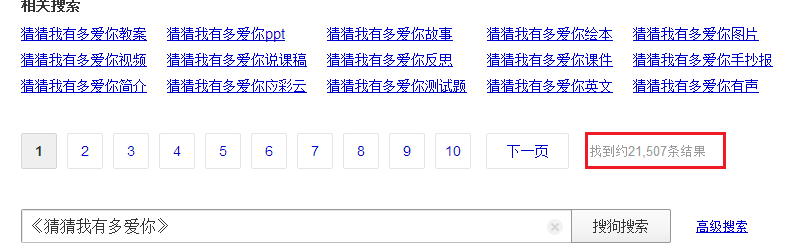 相关搜索
猜猜我有多爱你教案 猜猜我有多爱你ppt 猜猜我有多爱你故事 猜猜我有多爱你绘本 猜猜我有多爱你图片
猜猜我有多爱你视频 猜猜我有多爱你说课稿 猜猜我有多爱你反思 猜猜我有多爱你课件 猜猜我有多爱你手抄报
猜猜我有多爱你简介 猜猜我有多爱你应彩云 猜猜我有多爱你测试题 猜猜我有多爱你英文 猜猜我有多爱你有声
1 2 3 4 5 6 7 8 9 10 下一页 找到约21,507条结果
《猜猜我有多爱你》 搜狗搜索 高级搜索